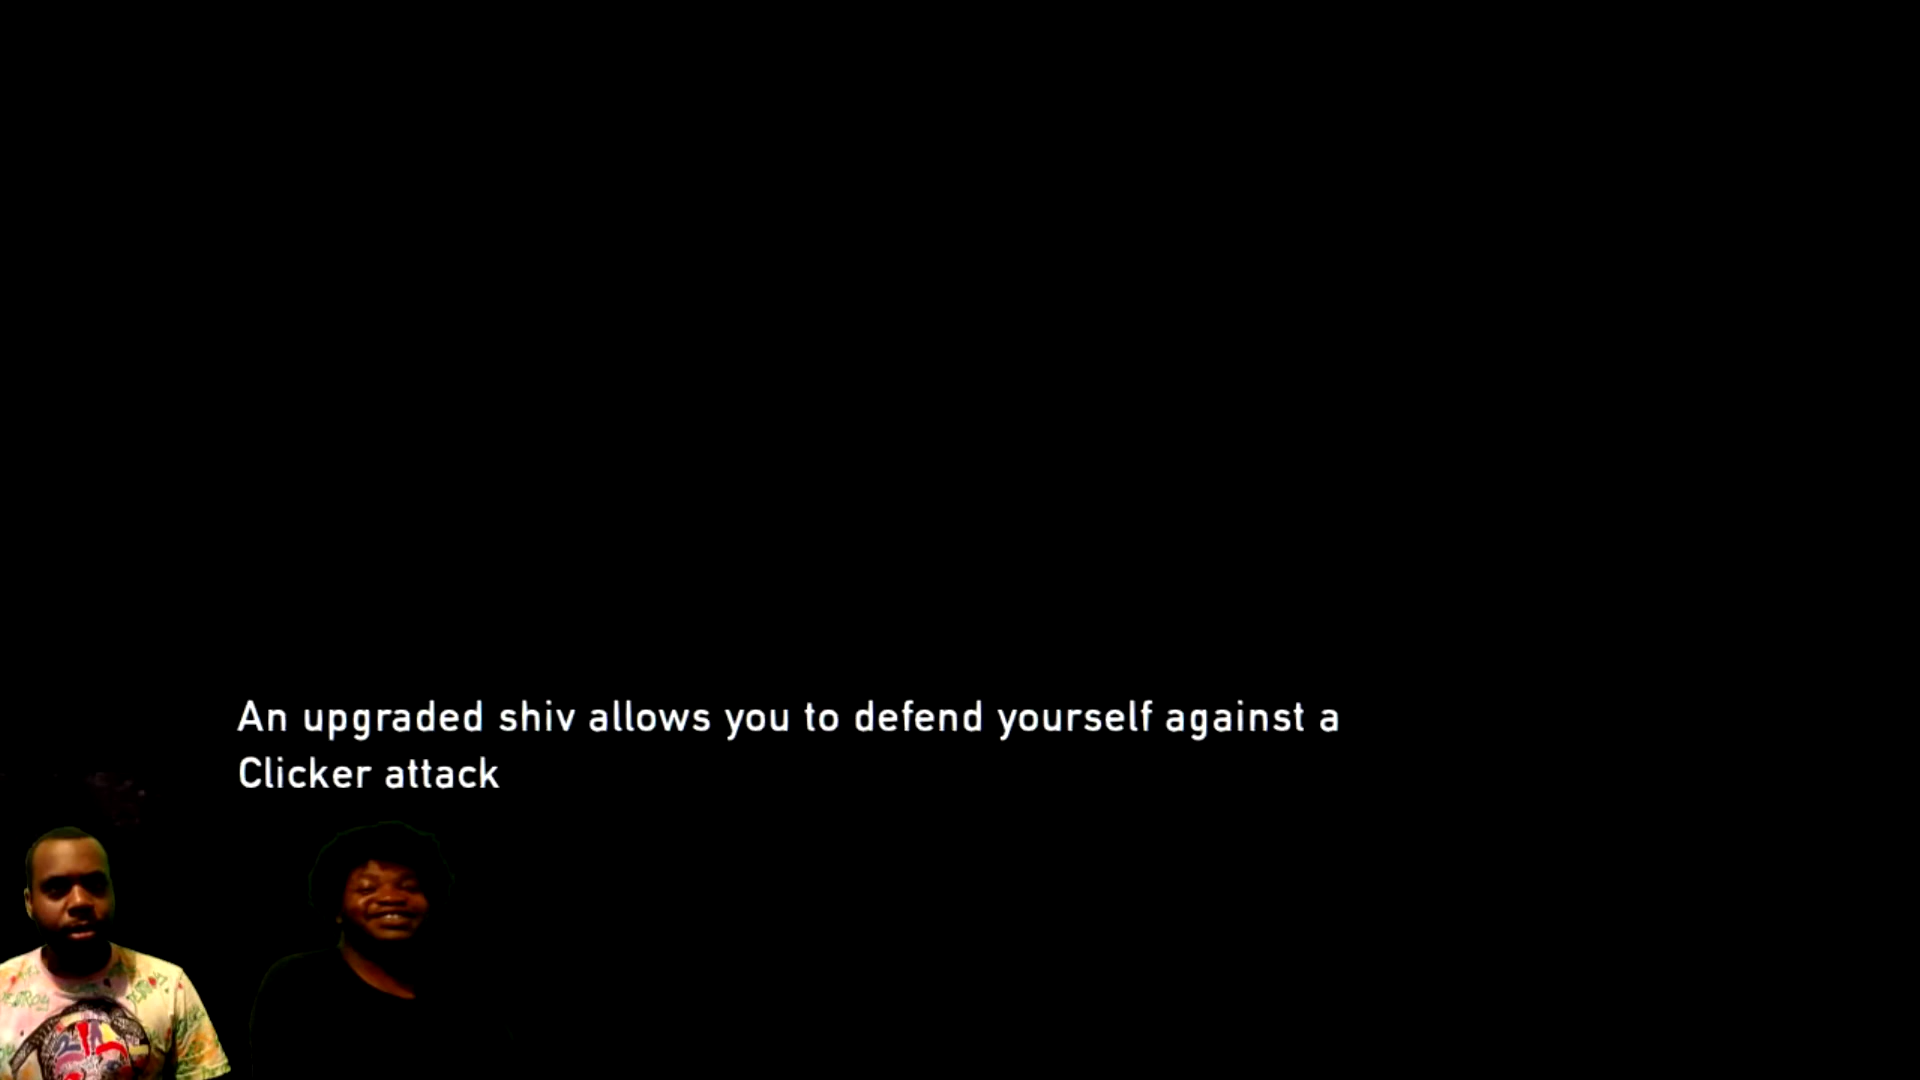 An upgraded shiv allows you to defend yourself against a
Clicker attack